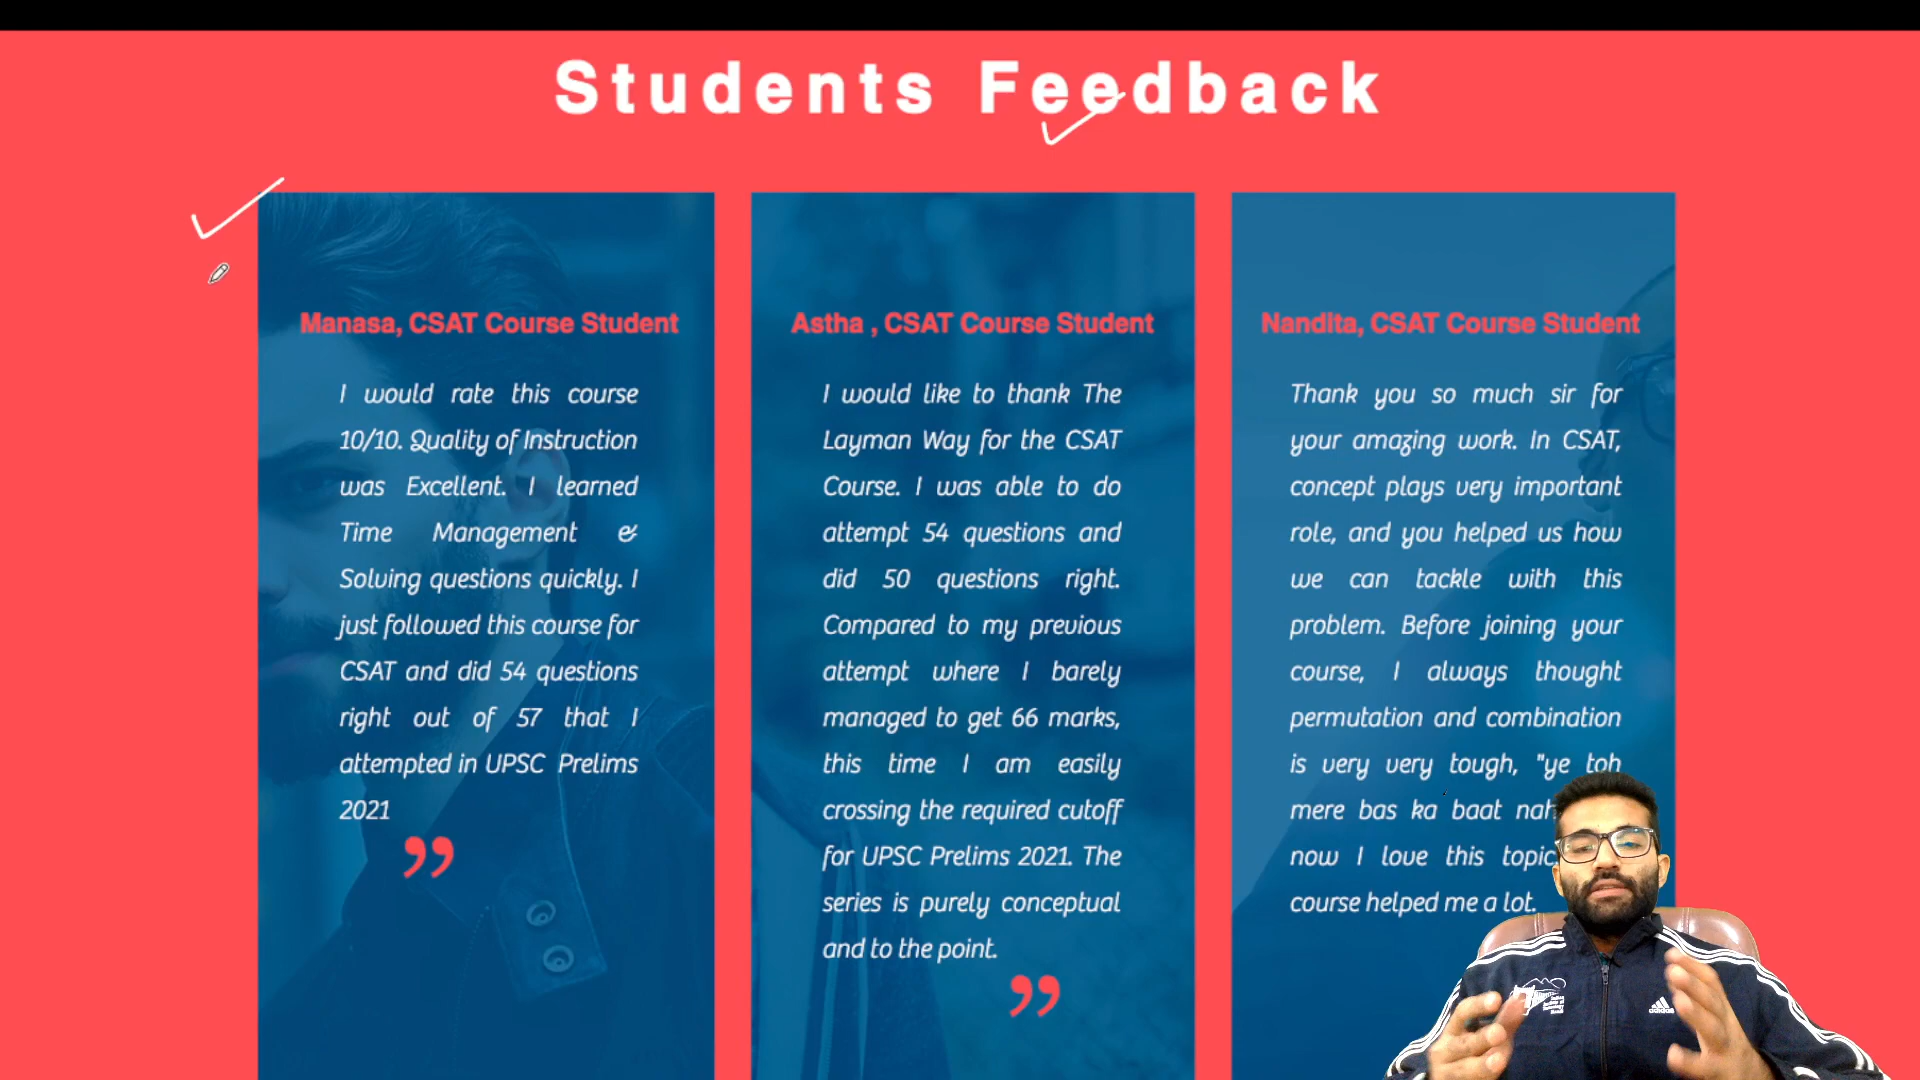 Students Feedback
Manasa, CSAT Course Student
I would rate this course
10/10. Quality of Instruction
was Excellent. I learned
Time Management &
Solving questions quickly. I
just followed this course for
CSAT and did 54 questions
right out of 57 that I
attempted in UPSC Prelims
2021
”
Astha , CSAT Course Student
I would like to thank The
Layman Way for the CSAT
Course. I was able to do
attempt 54 questions and
did 50 questions right.
Compared to my previous
attempt where I barely
managed to get 66 marks,
this time I am easily
crossing the required cutoff
for UPSC Prelims 2021. The
series is purely conceptual
and to the point.
”
Nandita, CSAT Course Student
Thank you so much sir for
your amazing work. In CSAT,
concept plays very important
role, and you helped us how
we can tackle with this
problem. Before joining your
course, I always thought
permutation and combination
is very very tough, "ye toh
mere bas ka baat
now I love this topic
course helped me a lot.
adidas